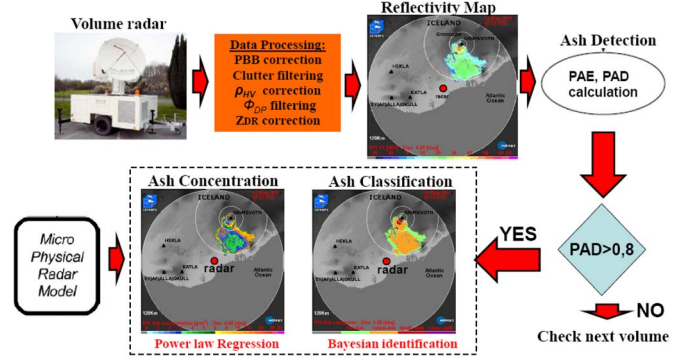 Volume radar
Data Processing:
PBB correction
Clutter filtering
ρHV correction
ΦDP filtering
ZDR correction
Reflectivity Map
ICELAND
GRIMSVOTN
HEKLA
KATLA
EYJAFJALLAJOKULL
radar
Atlantic
Ocean
120Km
Ash Detection
PAE, PAD
calculation
PAD>0,8
YES
NO
Check next volume
Ash Classification
ICELAND
GRIMSVOTN
HEKLA
KATLA
EYJAFJALLAJOKULL
radar
Atlantic
Ocean
120Km
Bayesian identification
Ash Concentration
ICELAND
GRIMSVOTN
HEKLA
KATLA
EYJAFJALLAJOKULL
radar
Atlantic
Ocean
120Km
Power law Regression
Micro
Physical
Radar
Model